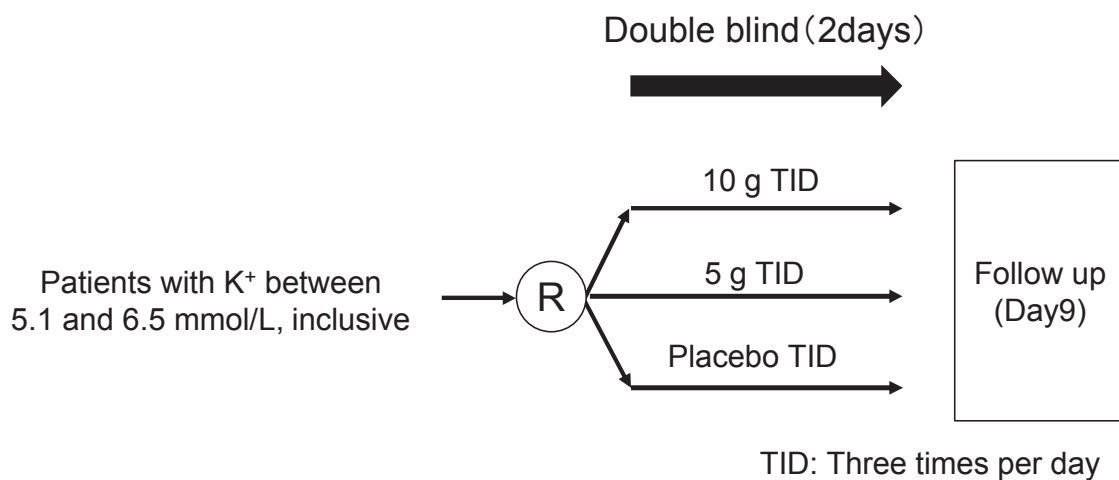 Double blind（2days）
10 g TID
Patients with K⁺ between
5.1 and 6.5 mmol/L, inclusive
R
5 g TID
Placebo TID
Follow up
(Day9)
TID: Three times per day